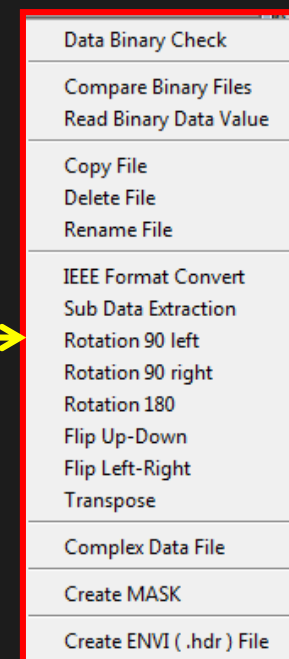 Data Binary Check
Compare Binary Files
Read Binary Data Value
Copy File
Delete File
Rename File
IEEE Format Convert
Sub Data Extraction
Rotation 90 left
Rotation 90 right
Rotation 180
Flip Up-Down
Flip Left-Right
Transpose
Complex Data File
Create MASK
Create ENVI ( .hdr ) File